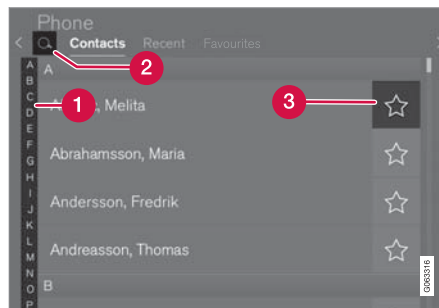 Phone
Contacts Recent Favourites
2
A
A
B
C
D
E
F
G
H
I
J
K
L
M
N
O
P
1
Melita
3
Abrahamsson, Maria
Andersson, Fredrik
Andreasson, Thomas
B
G063316